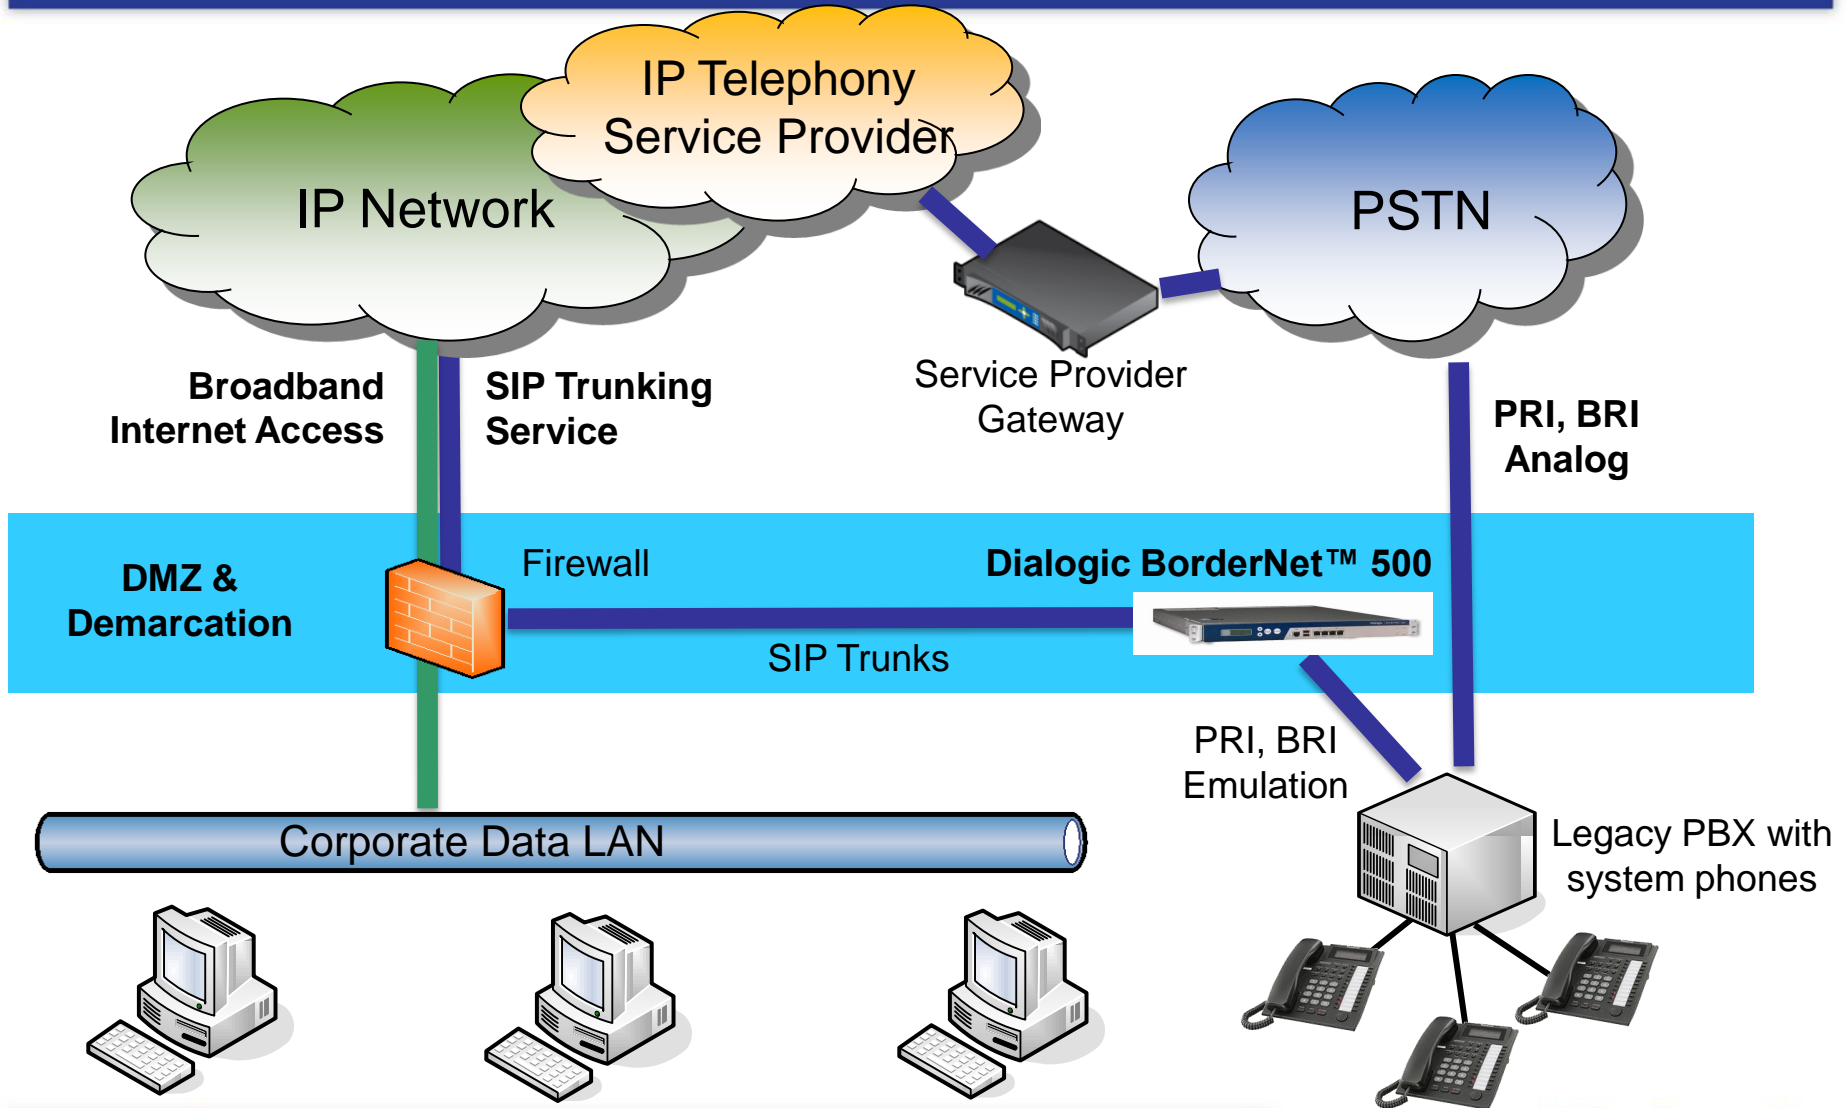 IP Telephony
Service Provider
IP Network
PSTN
Service Provider
Gateway
Broadband
Internet Access
SIP Trunking
Service
PRI, BRI
Analog
DMZ &
Demarcation
Firewall
Dialogic BorderNet™ 500
SIP Trunks
PRI, BRI
Emulation
Corporate Data LAN
Legacy PBX with
system phones